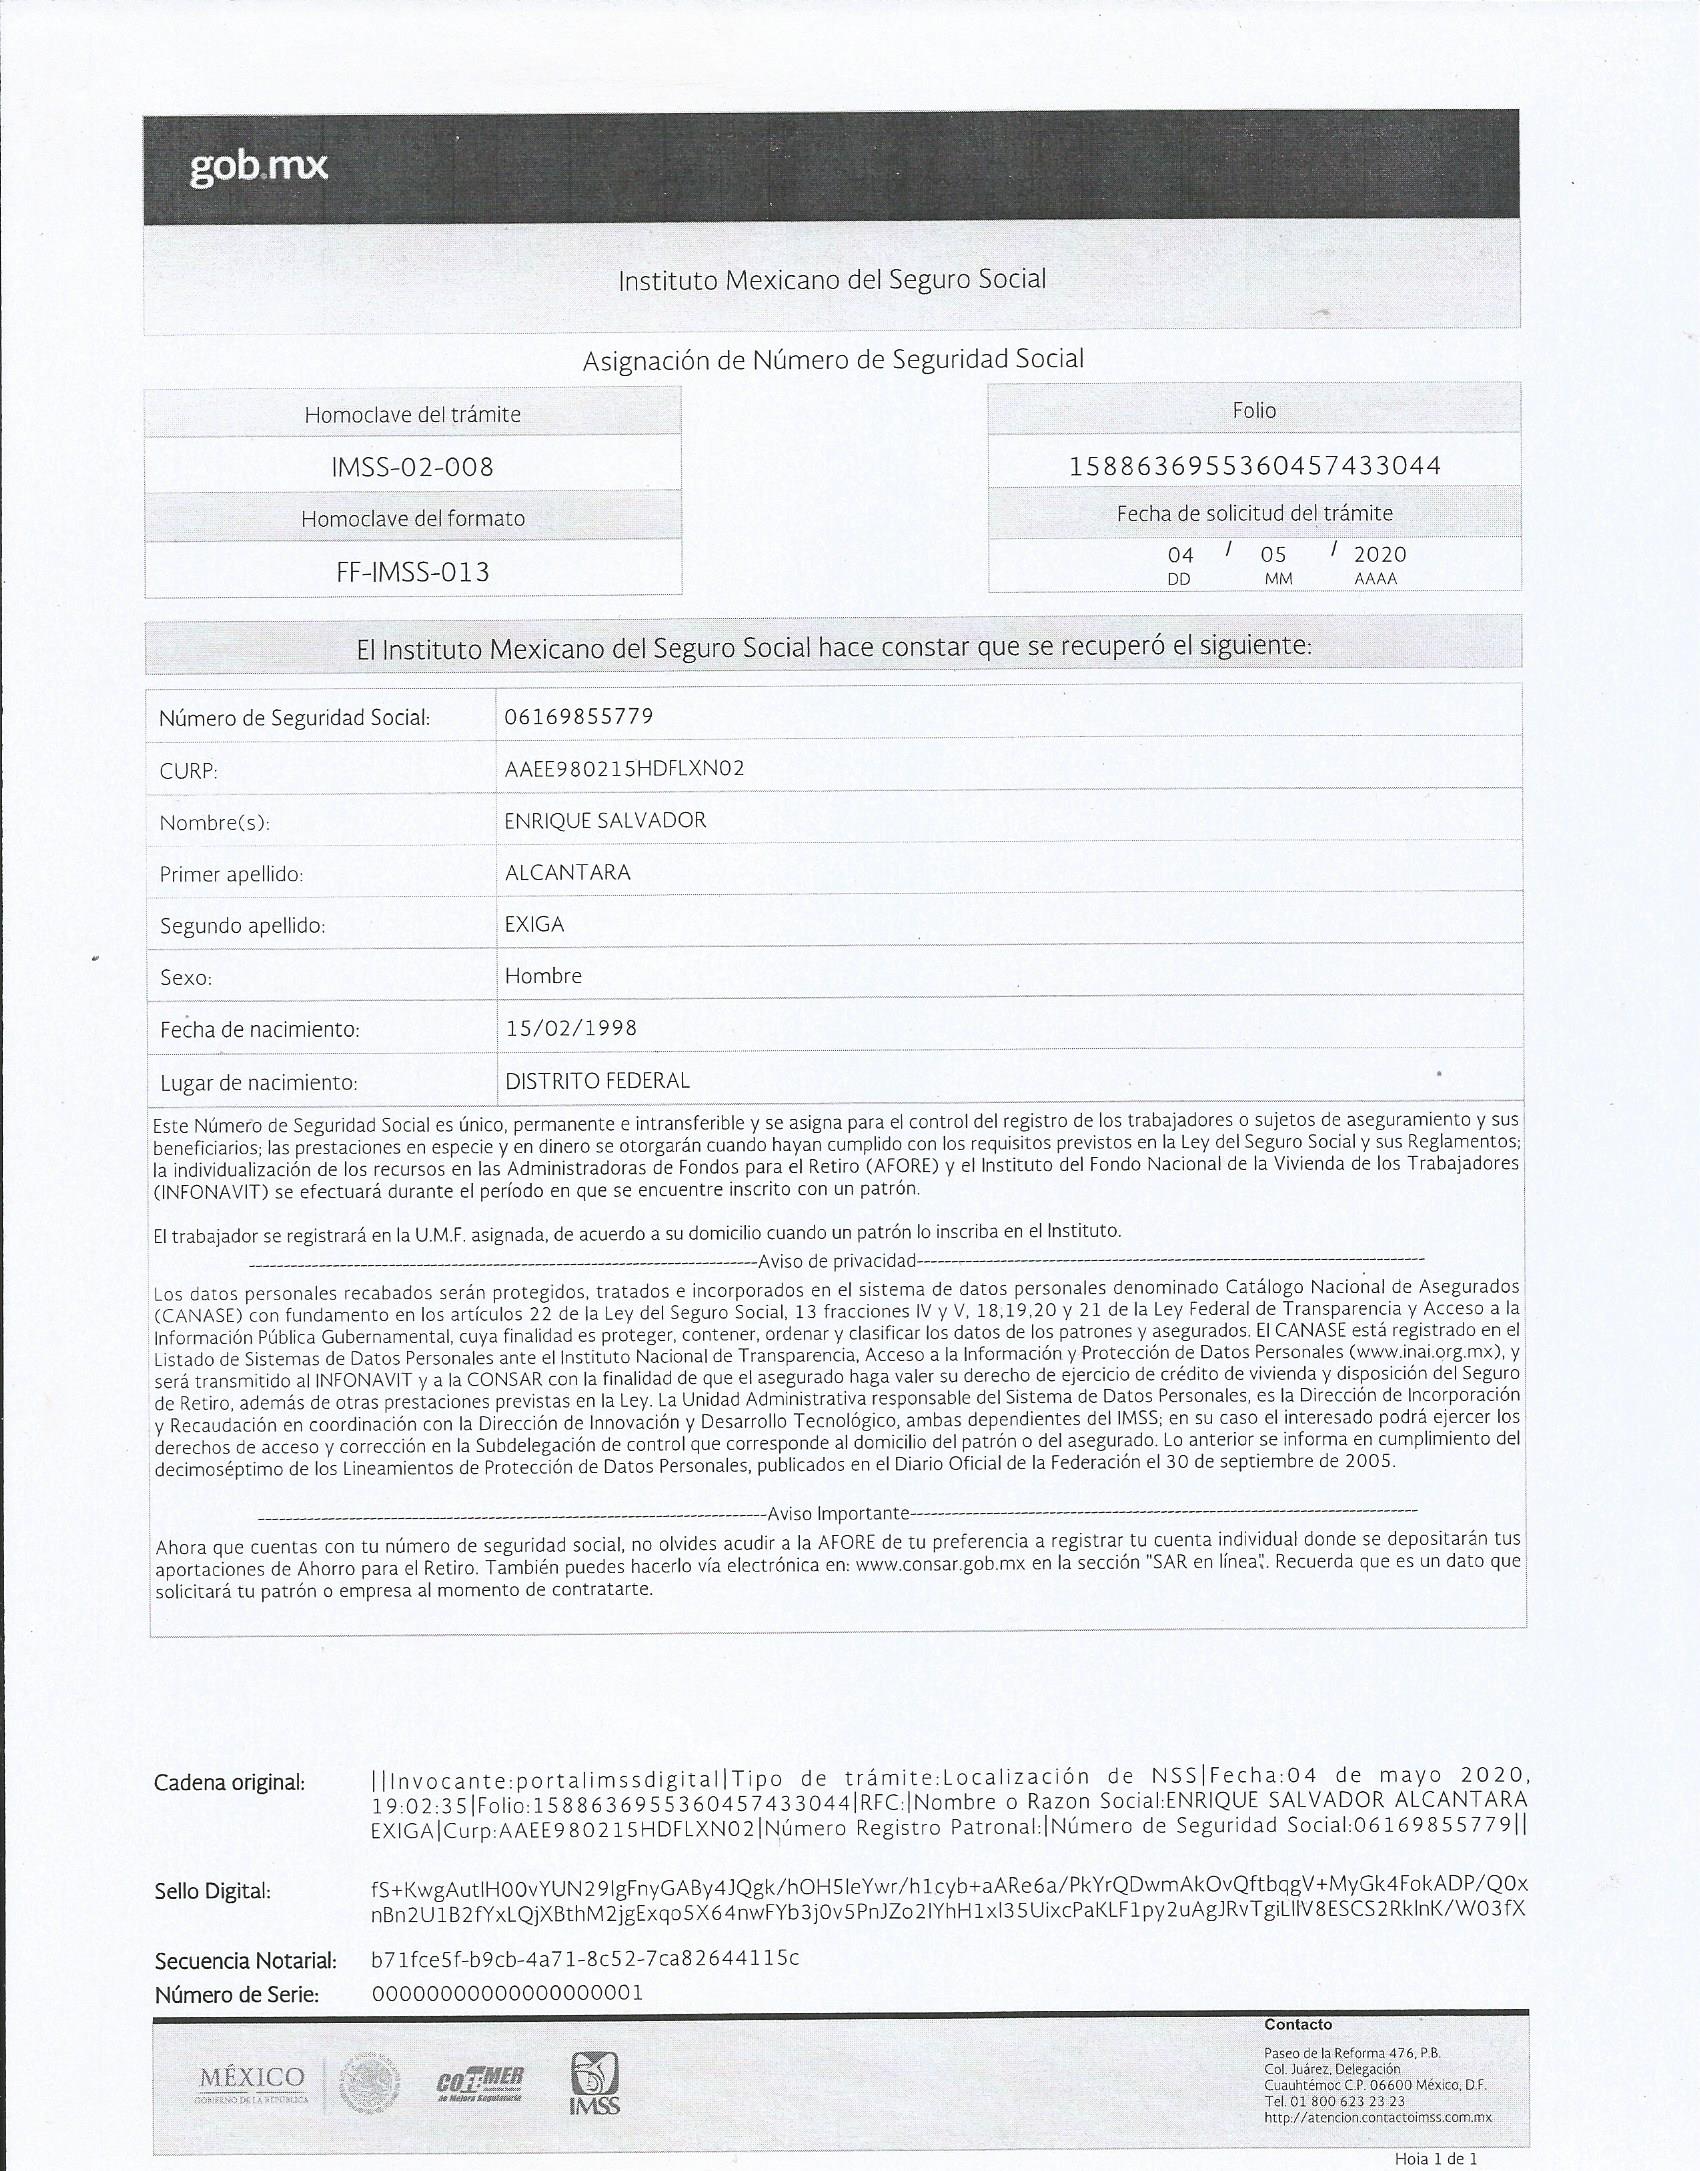 gob.mx
Instituto Mexicano del Seguro Social
Asignación de Número de Seguridad Social
Homoclave del trámite
IMSS-02-008
Homoclave del formato
FF-IMSS-013
Folio
1588636955360457433044
Fecha de solicitud del trámite
04 / 05 / 2020
DD MM AAAA
El Instituto Mexicano del Seguro Social hace constar que se recuperó el siguiente:
Número de Seguridad Social: 06169855779
CURP: AAEE980215HDFLXN02
Nombre(s): ENRIQUE SALVADOR
Primer apellido: ALCANTARA
Segundo apellido: EXIGA
Sexo: Hombre
Fecha de nacimiento: 15/02/1998
Lugar de nacimiento: DISTRITO FEDERAL
Este Número de Seguridad Social es único, permanente e intransferible y se asigna para el control del registro de los trabajadores o sujetos de aseguramiento y sus
beneficiarios; las prestaciones en especie y en dinero se otorgarán cuando hayan cumplido con los requisitos previstos en la Ley del Seguro Social y sus Reglamentos;
la individualización de los recursos en las Administradoras de Fondos para el Retiro (AFORE) y el Instituto del Fondo Nacional de la Vivienda de los Trabajadores
(INFONAVIT) se efectuará durante el período en que se encuentre inscrito con un patrón.
El trabajador se registrará en la U.M.F. asignada, de acuerdo a su domicilio cuando un patrón lo inscriba en el Instituto.
Aviso de privacidad
Los datos personales recabados serán protegidos, tratados e incorporados en el sistema de datos personales denominado Catálogo Nacional de Asegurados
(CANASE) con fundamento en los artículos 22 de la Ley del Seguro Social, 13 fracciones IV y V, 18,19,20 y 21 de la Ley Federal de Transparencia y Acceso a la
Información Pública Gubernamental, cuya finalidad es proteger, contener, ordenar y clasificar los datos de los patrones y asegurados. El CANASE está registrado en el
Listado de Sistemas de Datos Personales ante el Instituto Nacional de Transparencia, Acceso a la Información y Protección de Datos Personales (www.inai.org.mx), y
será transmitido al INFONAVIT y a la CONSAR con la finalidad de que el asegurado haga valer su derecho de ejercicio de crédito de vivienda y disposición del Seguro
de Retiro, además de otras prestaciones previstas en la Ley. La Unidad Administrativa responsable del Sistema de Datos Personales, es la Dirección de Incorporación
y Recaudación en coordinación con la Dirección de Innovación y Desarrollo Tecnológico, ambas dependientes del IMSS; en su caso el interesado podrá ejercer los
derechos de acceso y corrección en la Subdelegación de control que corresponde al domicilio del patrón o del asegurado. Lo anterior se informa en cumplimiento del
decimoséptimo de los Lineamientos de Protección de Datos Personales, publicados en el Diario Oficial de la Federación el 30 de septiembre de 2005.
Aviso Importante
Ahora que cuentas con tu número de seguridad social, no olvides acudir a la AFORE de tu preferencia a registrar tu cuenta individual donde se depositarán tus
aportaciones de Ahorro para el Retiro. También puedes hacerlo vía electrónica en: www.consar.gob.mx en la sección "SAR en línea". Recuerda que es un dato que
solicitará tu patrón o empresa al momento de contratarte.
Cadena original: ||Invocante:portalimssdigital|Tipo de trámite:Localización de NSS|Fecha:04 de mayo 2020,
19:02:35|Folio:1588636955360457433044|RFC:|Nombre o Razon Social:ENRIQUE SALVADOR ALCANTARA
EXIGA|Curp:AAEE980215HDFLXN02|Número Registro Patronal:|Número de Seguridad Social:06169855779||
Sello Digital: fS+KwgAutIH00vYUN29IgFnyGABy4JQgk/hOH5IeYwr/h1cyb+aARe6a/PkYrQDwmAkOvQftbqgV+MyGk4FokADP/Q0x
nBn2U1B2fYxLQjXBthM2jgExqo5X64nwFYb3j0v5PnJZo2IYhH1xI35UixcPaKLF1py2uAgJRvTgiLIIV8ESCS2RkInK/W03fX
Secuencia Notarial: b71fce5f-b9cb-4a71-8c52-7ca82644115c
Número de Serie: 00000000000000000001
MÉXICO
GOBIERNO DE LA REPÚBLICA
COFEMER
de Mejora Regulatoria
IMSS
Contacto
Paseo de la Reforma 476, P.B.
Col. Juárez, Delegación
Cuauhtémoc C.P. 06600 México, D.F.
Tel. 01 800 623 23 23
http://atencion.contactoimss.com.mx
Hoja 1 de 1